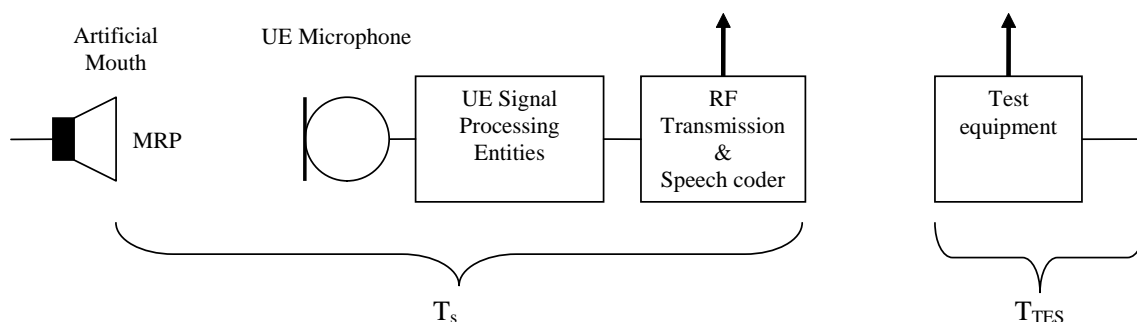 Artificial
Mouth
MRP
UE Microphone
UE Signal
Processing
Entities
RF
Transmission
&
Speech coder
Test
equipment
Ts
TTES